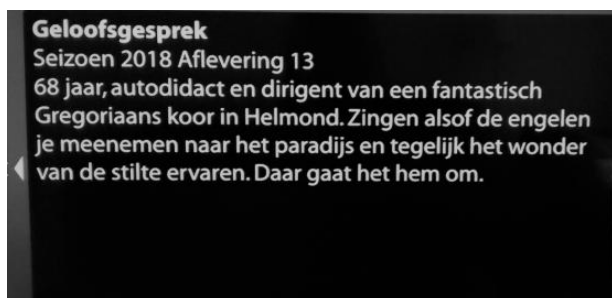 Geloofsgesprek
Seizoen 2018 Aflevering 13
68 jaar, autodidact en dirigent van een fantastisch
Gregoriaans koor in Helmond. Zingen alsof de engelen
je meenemen naar het paradijs en tegelijk het wonder
van de stilte ervaren. Daar gaat het hem om.